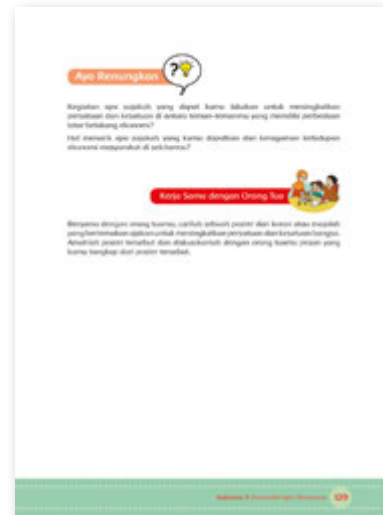 Ayo Renungkan
Kegiatan apa sajakah yang dapat kamu lakukan untuk meningkatkan
persatuan dan kesatuan di antara teman-temanmu yang memiliki perbedaan
latar belakang ekonomi?
Hal menarik apa sajakah yang kamu dapatkan dari keragaman kehidupan
ekonomi masyarakat di sekitarmu?
Kerja Sama dengan Orang Tua
Bersama dengan orang tuamu, carilah sebuah poster dari koran atau majalah
yang bertemakan ajakan untuk meningkatkan persatuan dan kesatuan bangsa.
Amatilah poster tersebut dan diskusikanlah dengan orang tuamu pesan yang
kamu tangkap dari poster tersebut.
Subtema 3
129